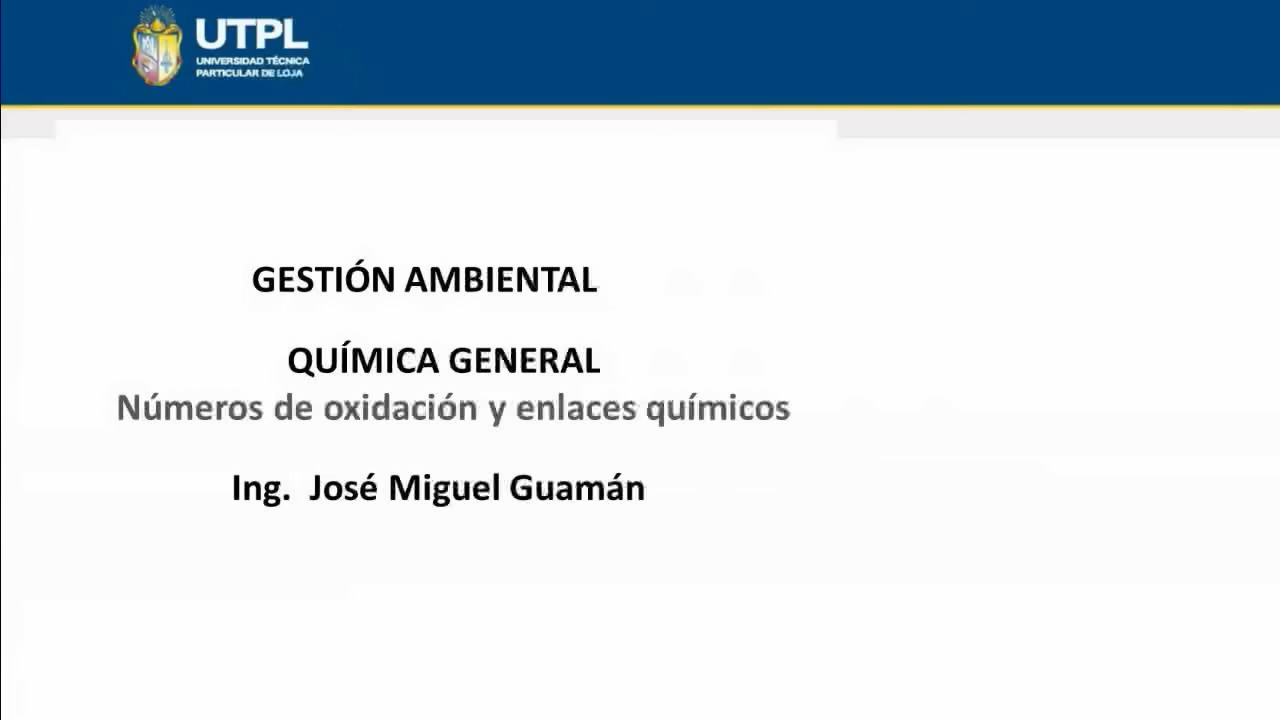 UTPL
UNIVERSIDAD TÉCNICA
PARTICULAR DE LOJA
GESTIÓN AMBIENTAL
QUÍMICA GENERAL
Números de oxidación y enlaces químicos
Ing. José Miguel Guamán